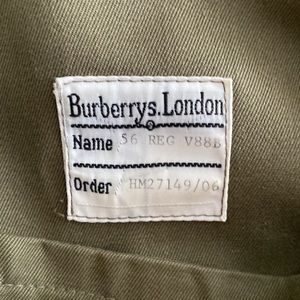 Burberrys.London
Name 56 REG V88B
Order HM27149/06